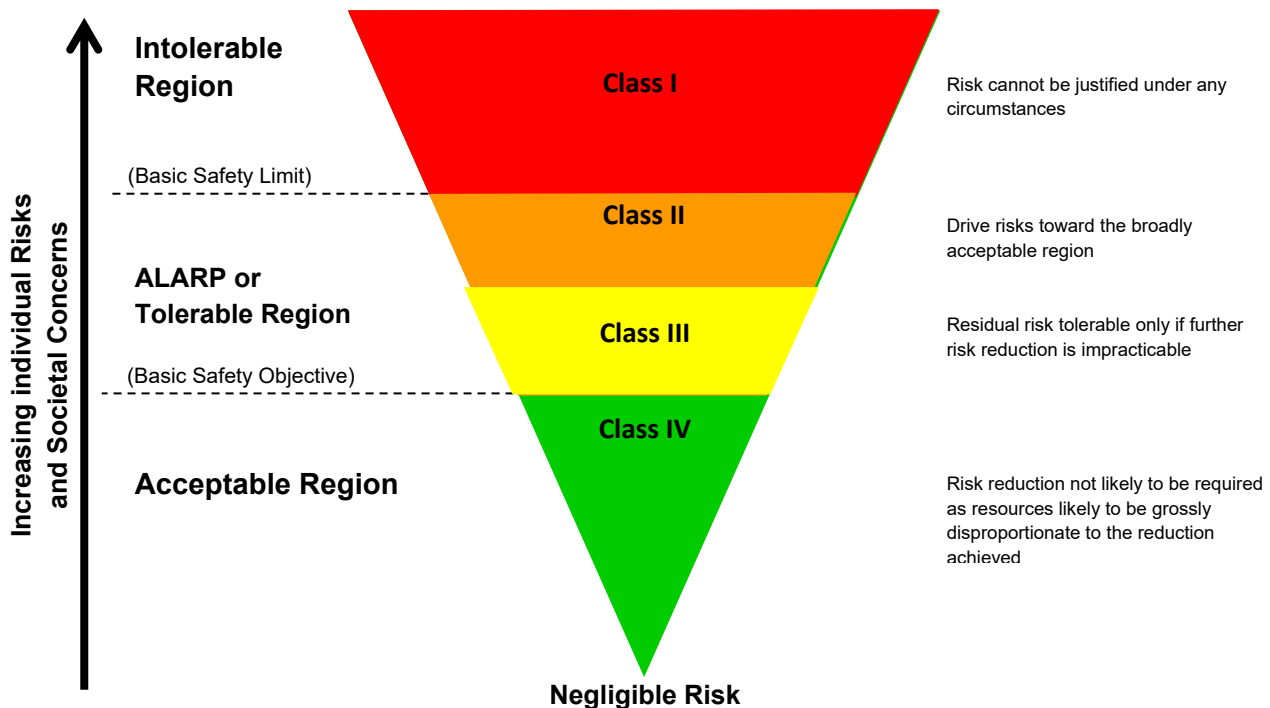 Increasing individual Risks
and Societal Concerns
Intolerable
Region
(Basic Safety Limit)
ALARP or
Tolerable Region
(Basic Safety Objective)
Acceptable Region
Class I
Class II
Class III
Class IV
Negligible Risk
Risk cannot be justified under any
circumstances
Drive risks toward the broadly
acceptable region
Residual risk tolerable only if further
risk reduction is impracticable
Risk reduction not likely to be required
as resources likely to be grossly
disproportionate to the reduction
achieved